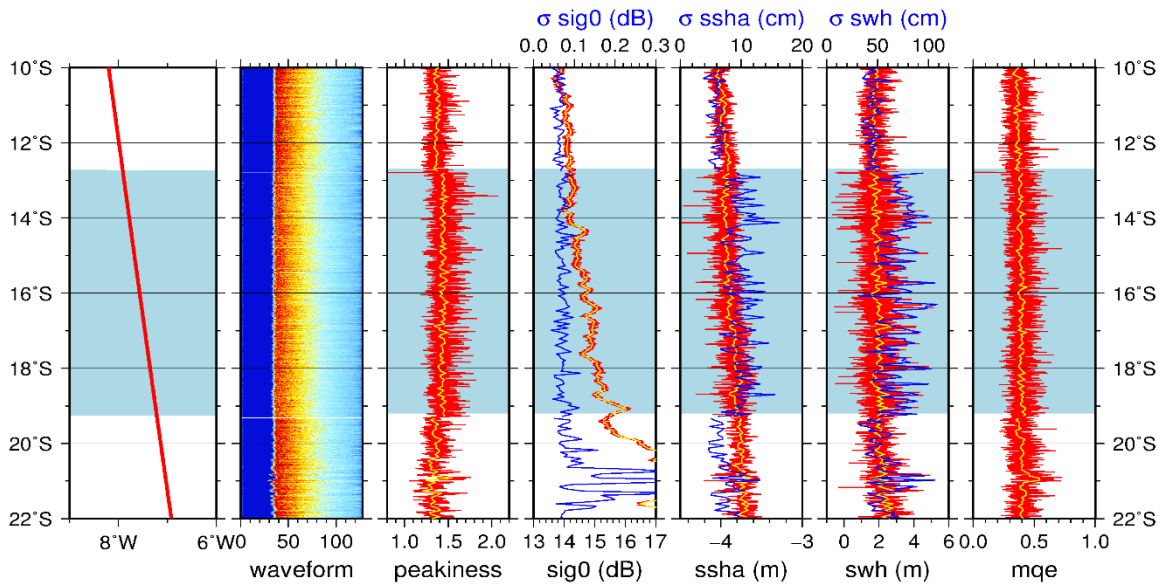 σ sig0 (dB) σ ssha (cm) σ swh (cm)
0.0 0.1 0.2 0.3 0 10 20 0 50 100
10°S 10°S
12°S 12°S
14°S 14°S
16°S 16°S
18°S 18°S
20°S 20°S
22°S 22°S
8°W 6°W 0 50 100 1.0 1.5 2.0 13 14 15 16 17 −4 −3 0 2 4 6 0.0 0.5 1.0
waveform peakiness sig0 (dB) ssha (m) swh (m) mqe